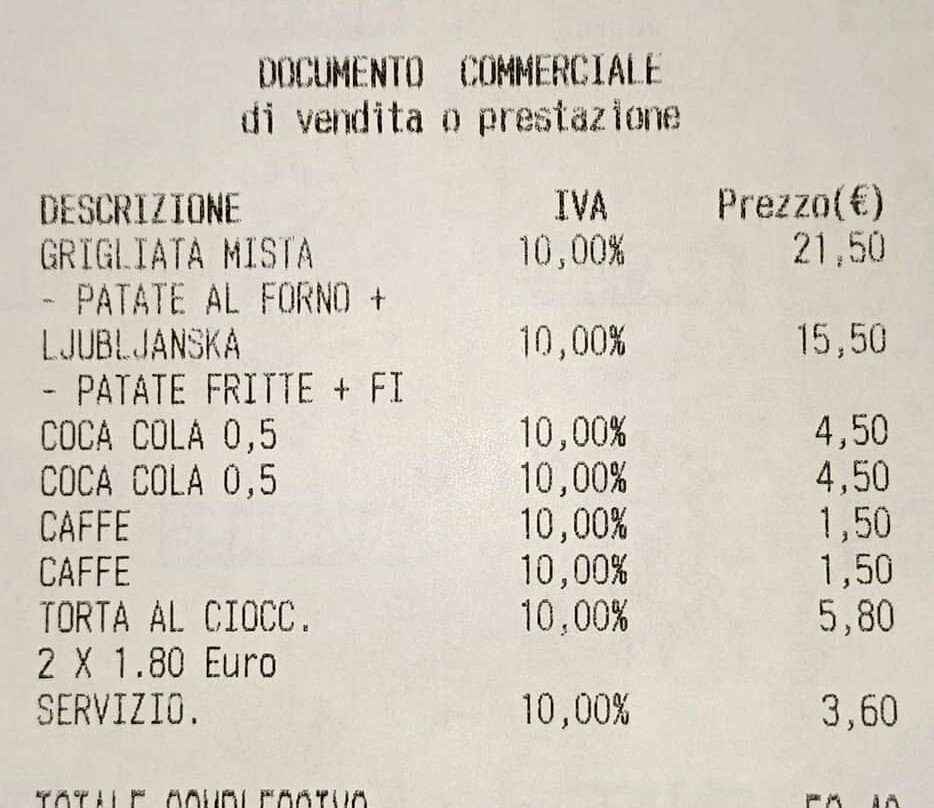 DOCUMENTO COMMERCIALE
di vendita o prestazione
DESCRIZIONE IVA Prezzo(€)
GRIGLIATA MISTA 10,00% 21,50
- PATATE AL FORNO +
LJUBLJANSKA 10,00% 15,50
- PATATE FRITTE + FI
COCA COLA 0,5 10,00% 4,50
COCA COLA 0,5 10,00% 4,50
CAFFE 10,00% 1,50
CAFFE 10,00% 1,50
TORTA AL CIOCC. 10,00% 5,80
2 X 1.80 Euro
SERVIZIO. 10,00% 3,60
TOTALE COMPLESSIVO